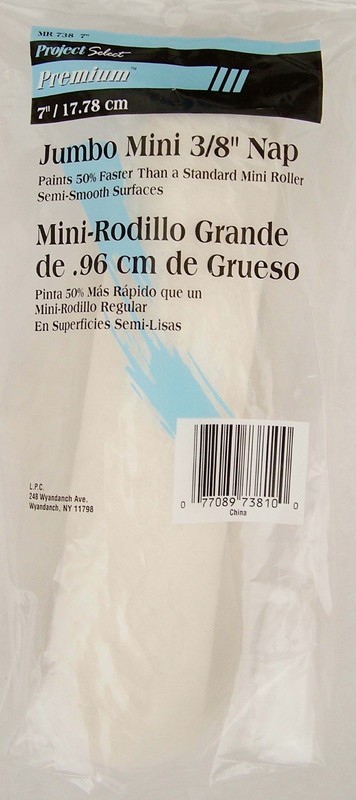 MR 738 7"
Project Select
Premium™
7" / 17.78 cm
Jumbo Mini 3/8" Nap
Paints 50% Faster Than a Standard Mini Roller
Semi-Smooth Surfaces
Mini-Rodillo Grande
de .96 cm de Grueso
Pinta 50% Más Rápido que un
Mini-Rodillo Regular
En Superficies Semi-Lisas
L.P.C.
248 Wyandanch Ave.
Wyandanch, NY 11798
0 77089 73810 0
China